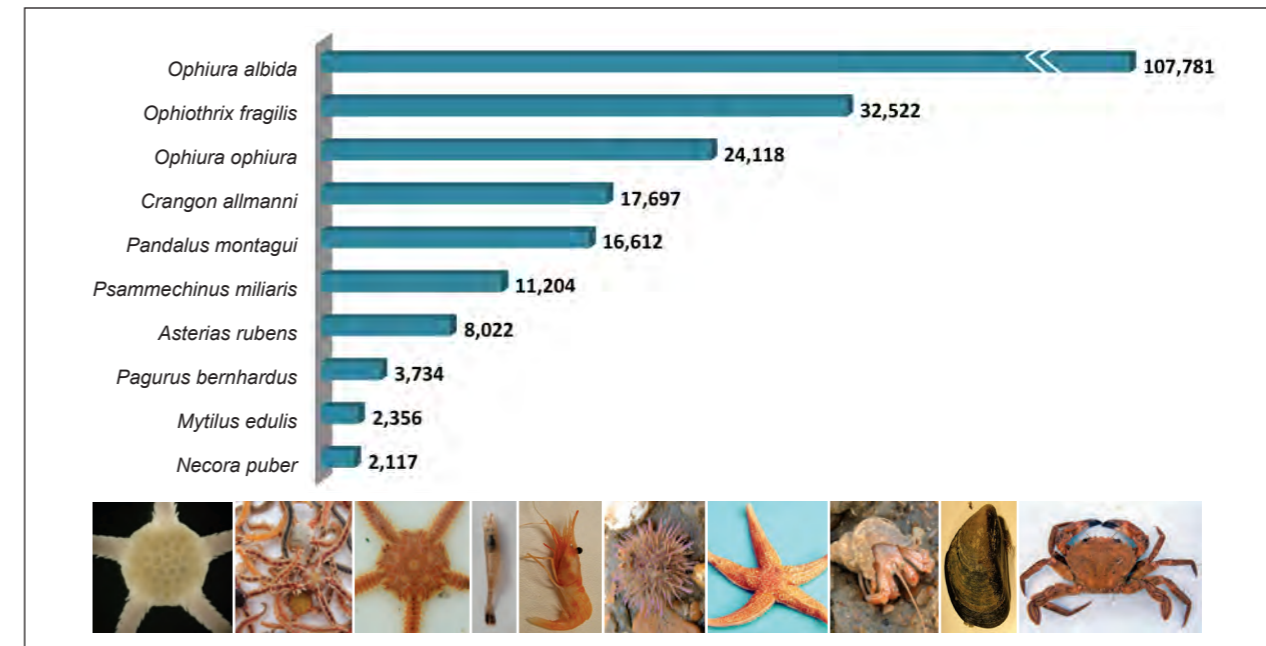 Ophiura albida 107,781
Ophiothrix fragilis 32,522
Ophiura ophiura 24,118
Crangon allmanni 17,697
Pandalus montagui 16,612
Psammechinus miliaris 11,204
Asterias rubens 8,022
Pagurus bernhardus 3,734
Mytilus edulis 2,356
Necora puber 2,117